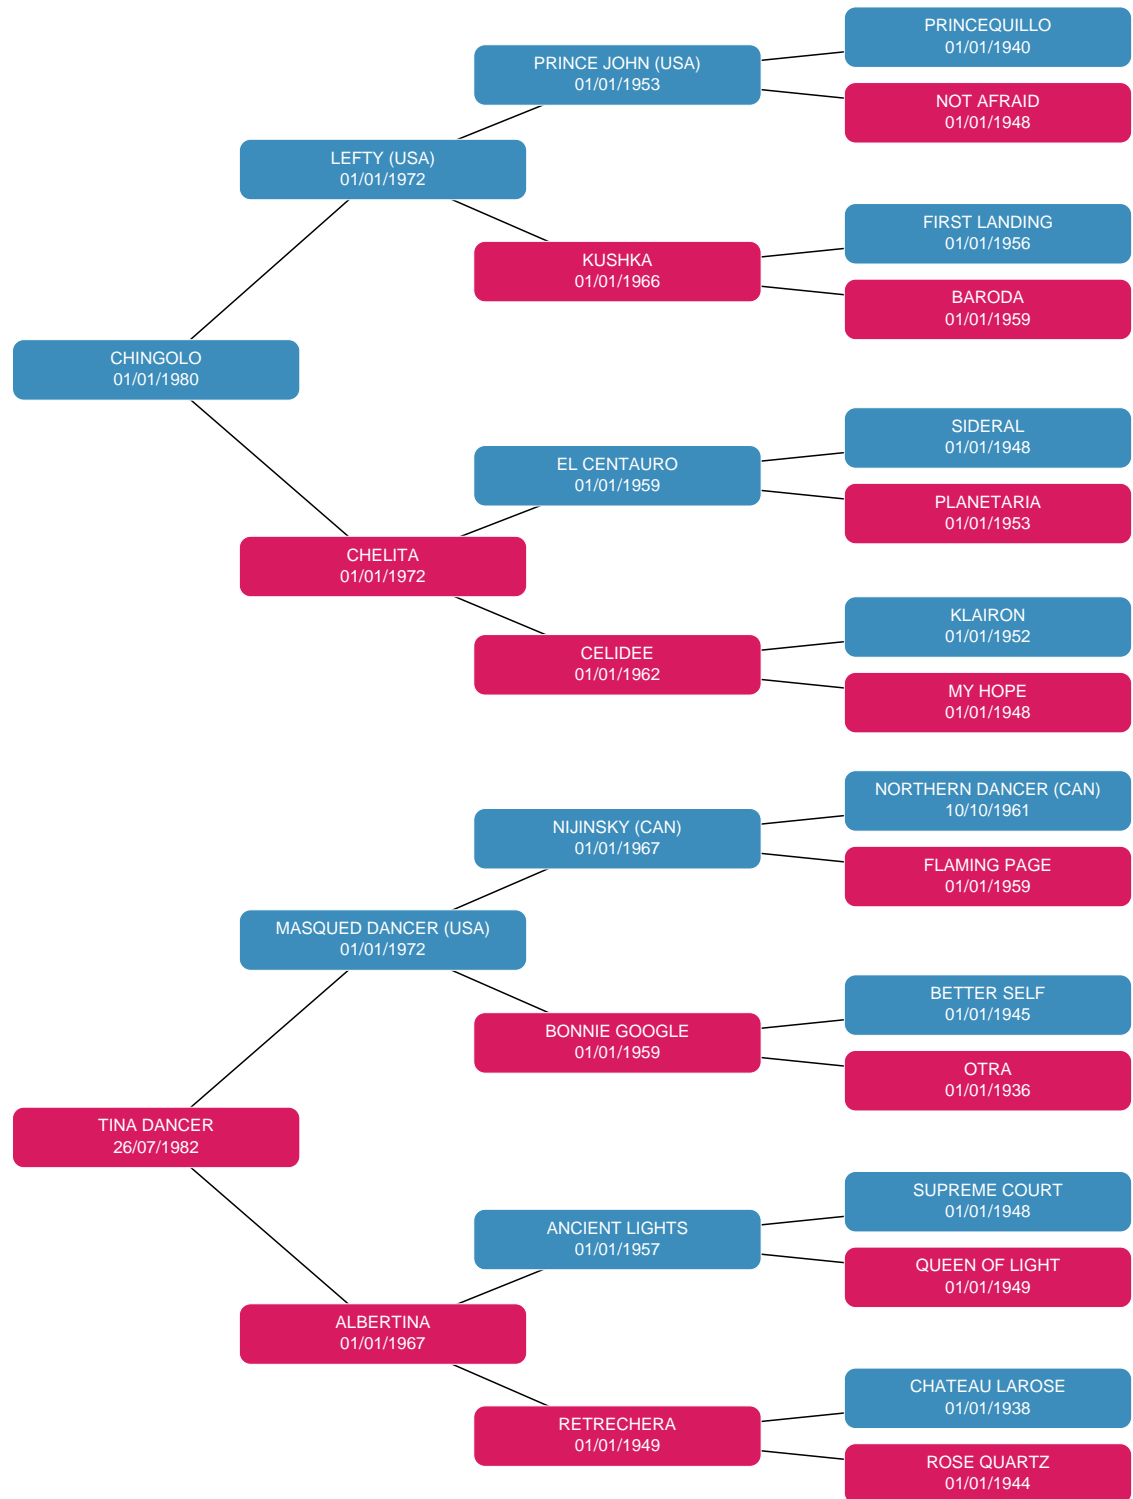 PRINCEQUILLO
01/01/1940
PRINCE JOHN (USA)
01/01/1953
NOT AFRAID
01/01/1948
LEFTY (USA)
01/01/1972
FIRST LANDING
01/01/1956
KUSHKA
01/01/1966
BARODA
01/01/1959
CHINGOLO
01/01/1980
SIDERAL
01/01/1948
EL CENTAURO
01/01/1959
PLANETARIA
01/01/1953
CHELITA
01/01/1972
KLAIRON
01/01/1952
CELIDEE
01/01/1962
MY HOPE
01/01/1948
NORTHERN DANCER (CAN)
10/10/1961
NIJINSKY (CAN)
01/01/1967
FLAMING PAGE
01/01/1959
MASQUED DANCER (USA)
01/01/1972
BETTER SELF
01/01/1945
BONNIE GOOGLE
01/01/1959
OTRA
01/01/1936
TINA DANCER
26/07/1982
SUPREME COURT
01/01/1948
ANCIENT LIGHTS
01/01/1957
QUEEN OF LIGHT
01/01/1949
ALBERTINA
01/01/1967
CHATEAU LAROSE
01/01/1938
RETRECHERA
01/01/1949
ROSE QUARTZ
01/01/1944